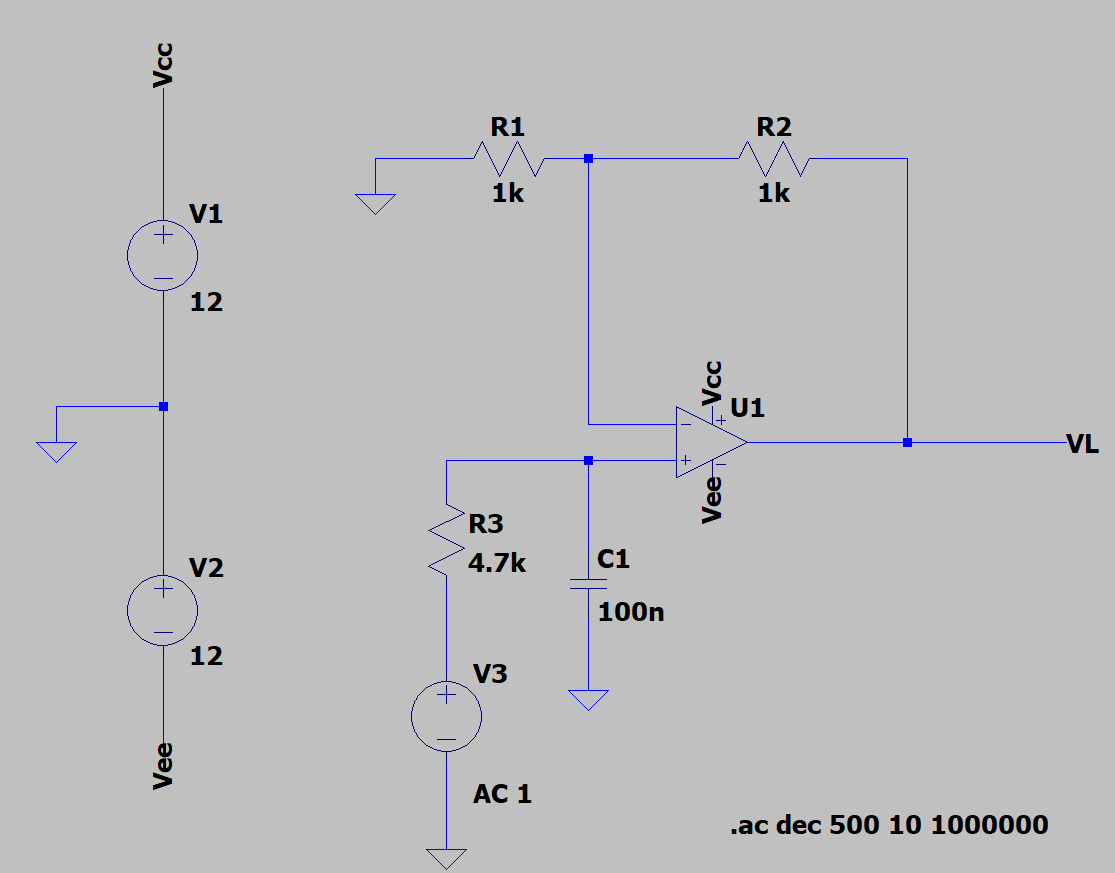 Vcc
V1
12
V2
12
Vee
R1
1k
R2
1k
Vcc
U1
Vee
VL
R3
4.7k
C1
100n
V3
AC 1
.ac dec 500 10 1000000